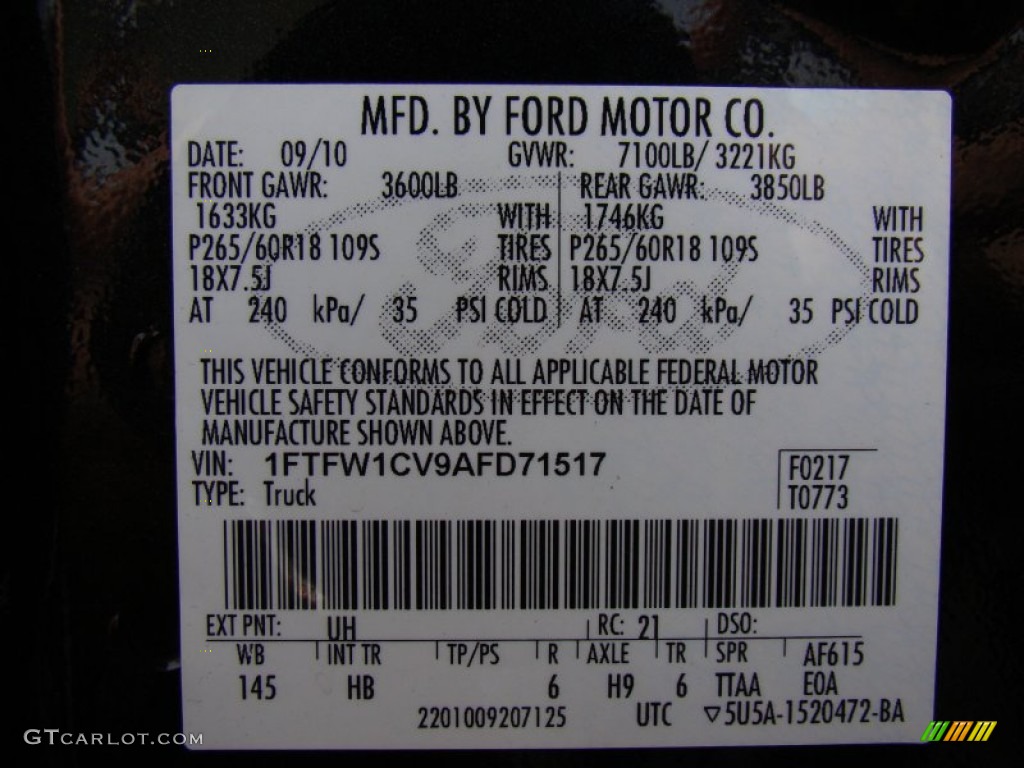 MFD. BY FORD MOTOR CO.
DATE: 09/10 GVWR: 7100LB/ 3221KG
FRONT GAWR: 3600LB REAR GAWR: 3850LB
1633KG WITH 1746KG WITH
P265/60R18 109S TIRES P265/60R18 109S TIRES
18X7.5J RIMS 18X7.5J RIMS
AT 240 kPa/ 35 PSI COLD AT 240 kPa/ 35 PSI COLD
THIS VEHICLE CONFORMS TO ALL APPLICABLE FEDERAL MOTOR
VEHICLE SAFETY STANDARDS IN EFFECT ON THE DATE OF
MANUFACTURE SHOWN ABOVE.
VIN: 1FTFW1CV9AFD71517 F0217
TYPE: Truck T0773
EXT PNT: UH RC: 21 DSO:
WB INT TR TP/PS R AXLE TR SPR AF615
145 HB 6 H9 6 TTAA E0A
2201009207125 UTC ▽5U5A-1520472-BA
Ford
GTCARLOT.COM